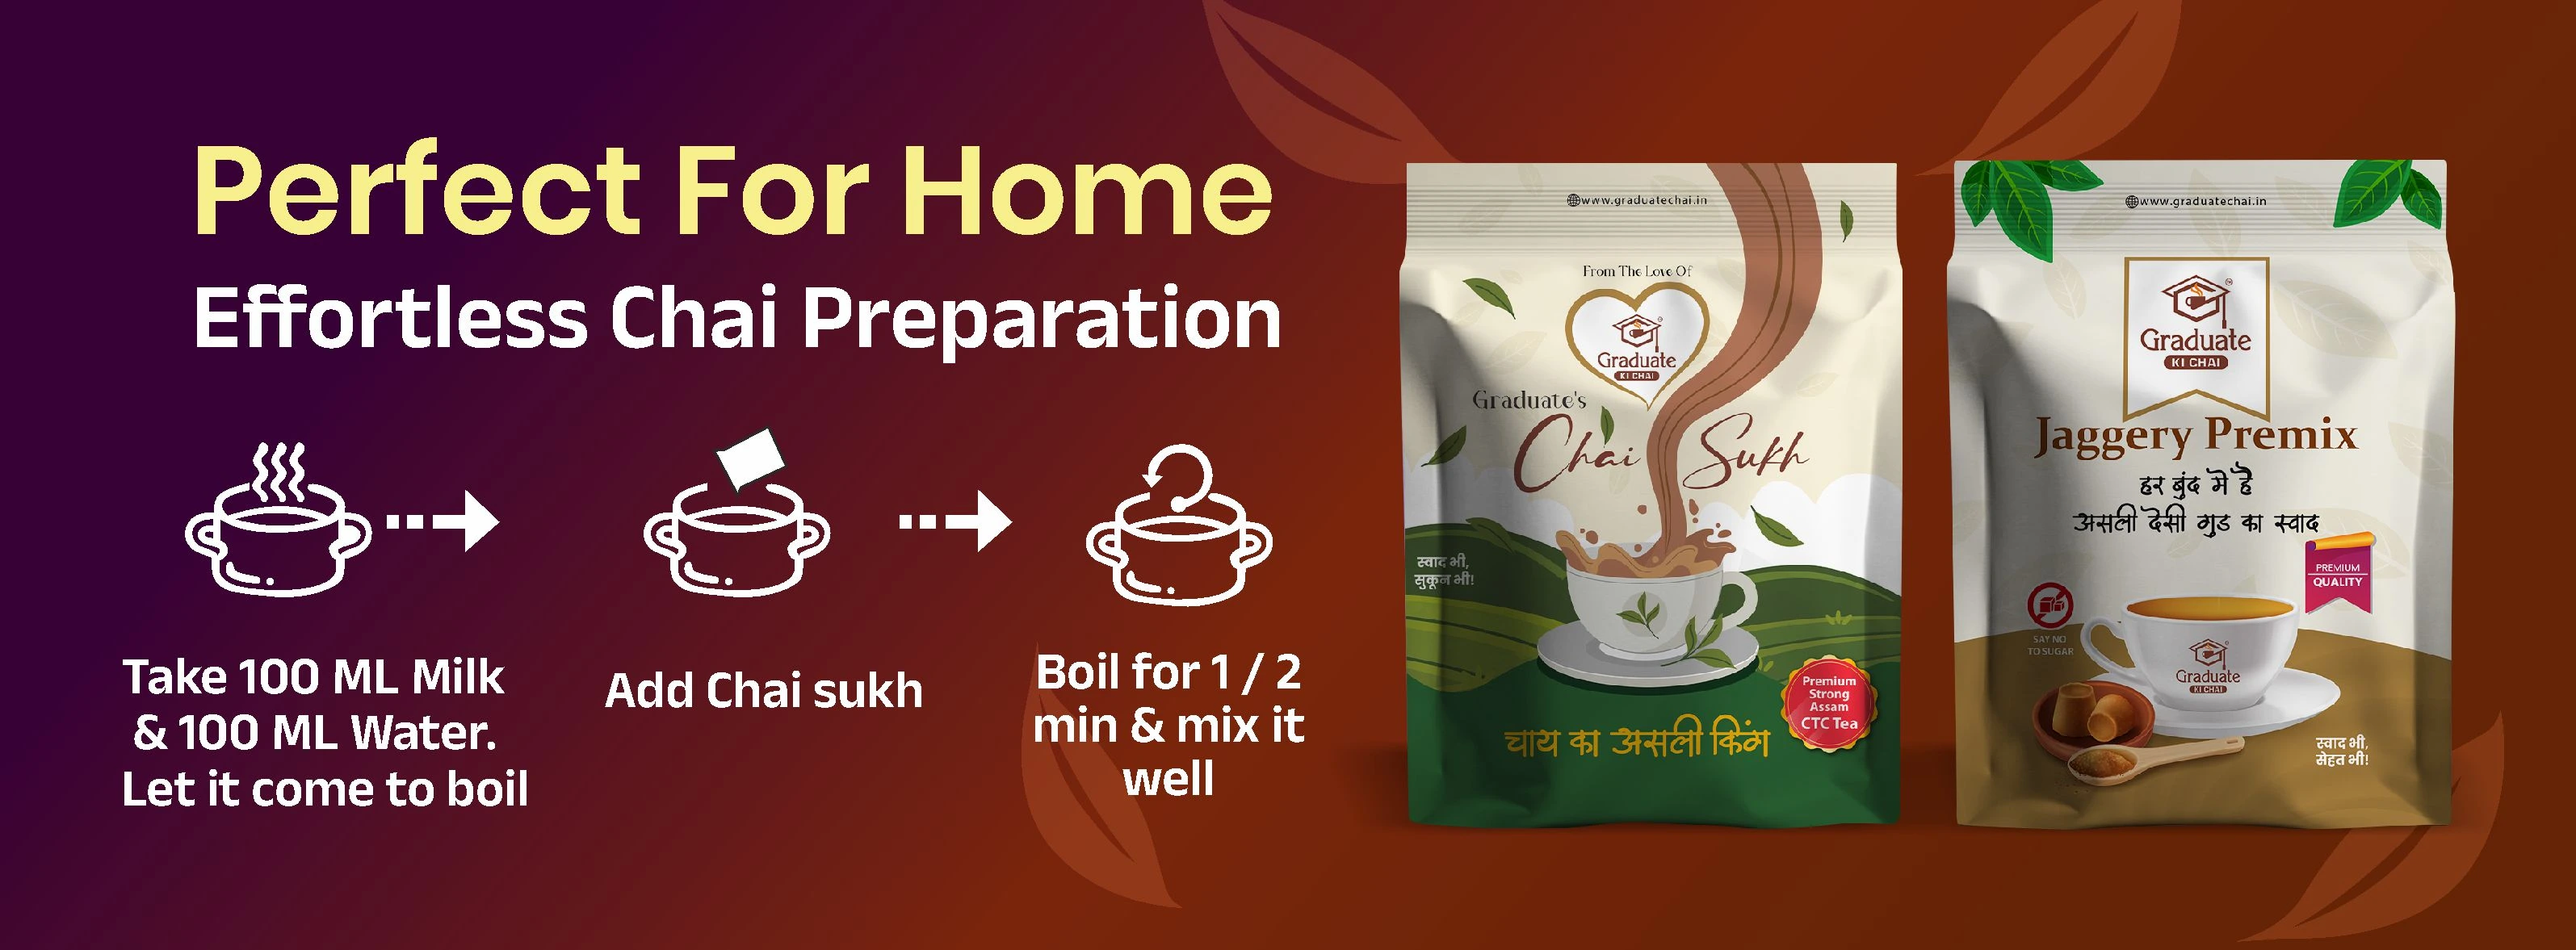 Perfect For Home
Effortless Chai Preparation
Take 100 ML Milk
& 100 ML Water.
Let it come to boil
Add Chai sukh
Boil for 1 / 2
min & mix it
well
www.graduatechai.in
From The Love Of
Graduate
KI CHAI
Graduate's
Chai Sukh
स्वाद भी,
सुकून भी!
Premium
Strong
Assam
CTC Tea
चाय का असली किंग
www.graduatechai.in
TM
Graduate
KI CHAI
Jaggery Premix
हर बुंद मे है
असली देसी गुड का स्वाद
PREMIUM
QUALITY
SAY NO
TO SUGAR
Graduate
KI CHAI
स्वाद भी,
सेहत भी!